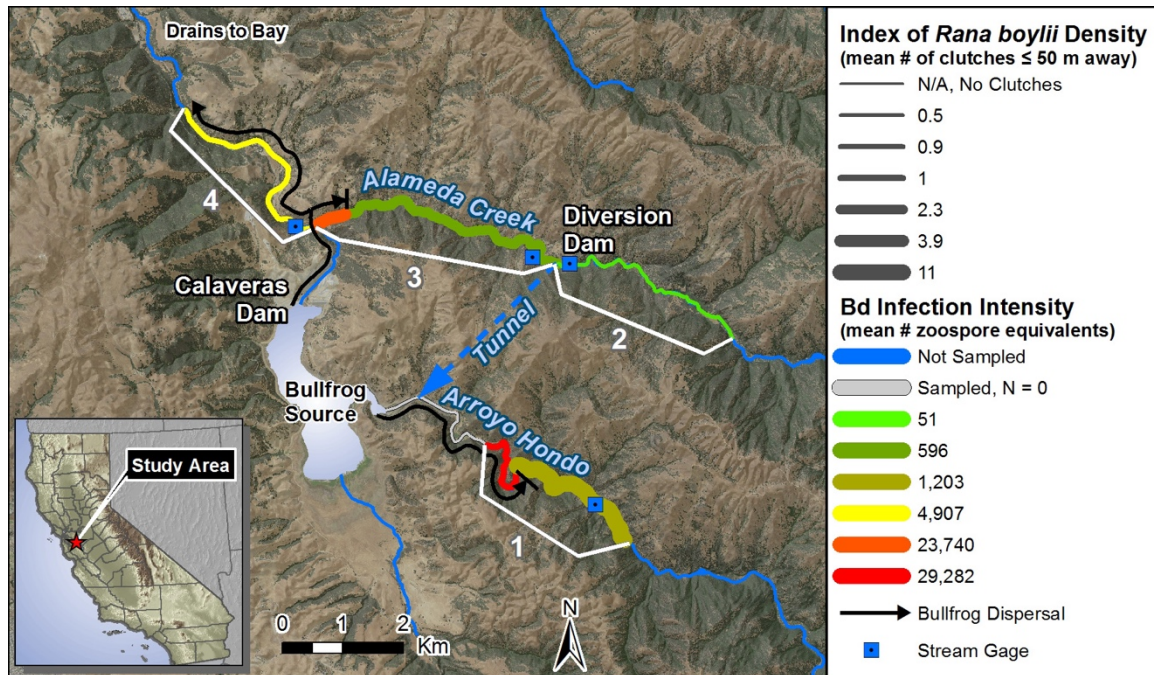 Drains to Bay
4
Alameda Creek
Diversion
Dam
3
Calaveras
Dam
2
Tunnel
Bullfrog
Source
Arroyo Hondo
1
Study Area
0 1 2
Km
N
Index of Rana boylii Density
(mean # of clutches ≤ 50 m away)
N/A, No Clutches
0.5
0.9
1
2.3
3.9
11
Bd Infection Intensity
(mean # zoospore equivalents)
Not Sampled
Sampled, N = 0
51
596
1,203
4,907
23,740
29,282
Bullfrog Dispersal
Stream Gage